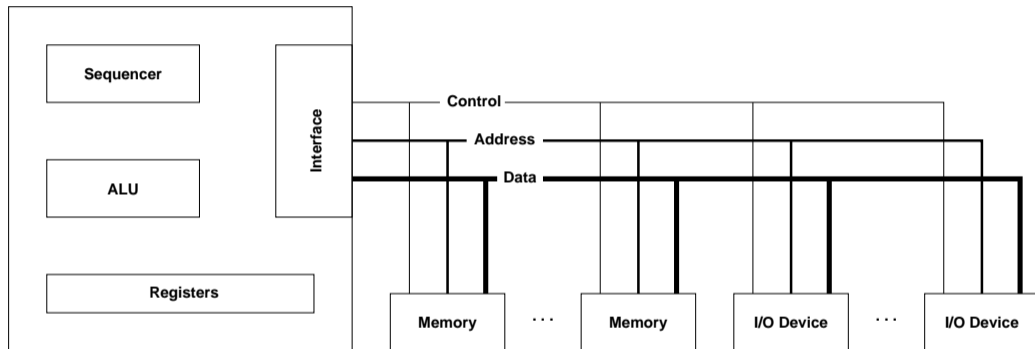 Sequencer
Interface
Control
Address
ALU
Data
Registers
Memory
. . .
Memory
I/O Device
. . .
I/O Device